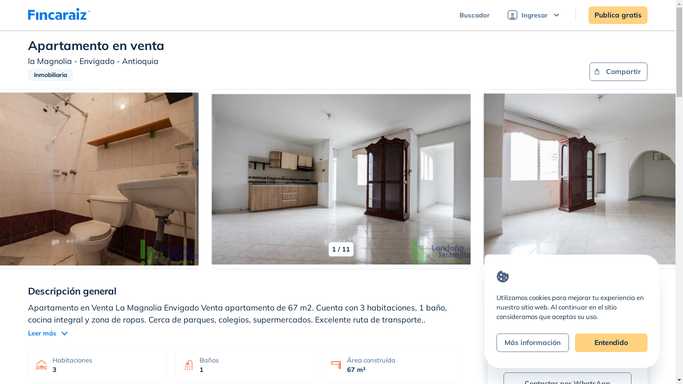 Fincaraiz
Buscador
Ingresar
Publica gratis
Apartamento en venta
la Magnolia - Envigado - Antioquia
Inmobiliaria
Compartir
1 / 11
Descripción general
Apartamento en Venta La Magnolia Envigado Venta apartamento de 67 m2. Cuenta con 3 habitaciones, 1 baño,
cocina integral y zona de ropas. Cerca de parques, colegios, supermercados. Excelente ruta de transporte,.
Leer más
Habitaciones
3
Baños
1
Área construida
67 m²
Utilizamos cookies para mejorar tu experiencia en
nuestro sitio web. Al continuar en el sitio
consideramos que aceptas su uso.
Más información
Entendido
Contactar por WhatsApp